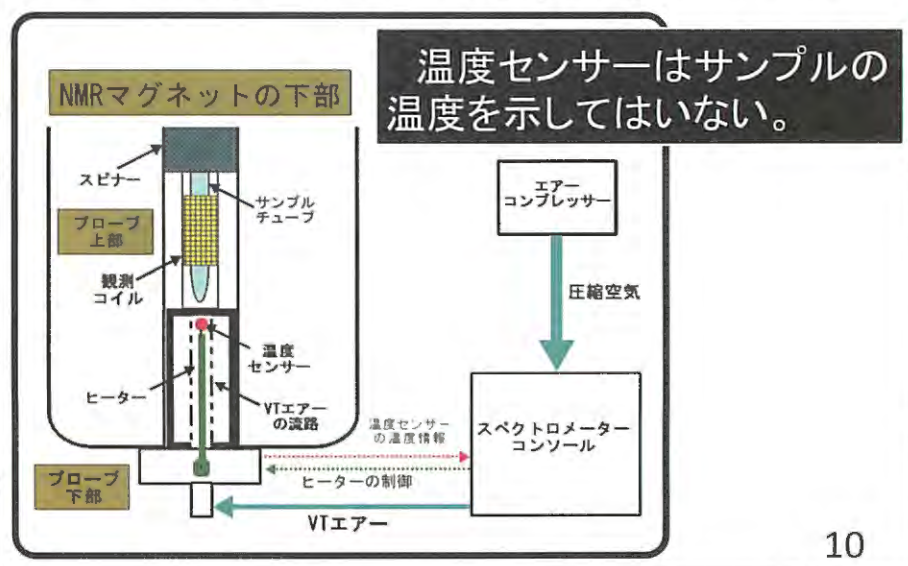 温度センサーはサンプルの
温度を示してはいない。
NMRマグネットの下部
スピナー
サンプル
チューブ
プローブ
上部
観測
コイル
温度
センサー
ヒーター
VTエアー
の流路
プローブ
下部
エアー
コンプレッサー
圧縮空気
温度センサー
の温度情報
スペクトロメーター
コンソール
ヒーターの制御
VTエアー
10